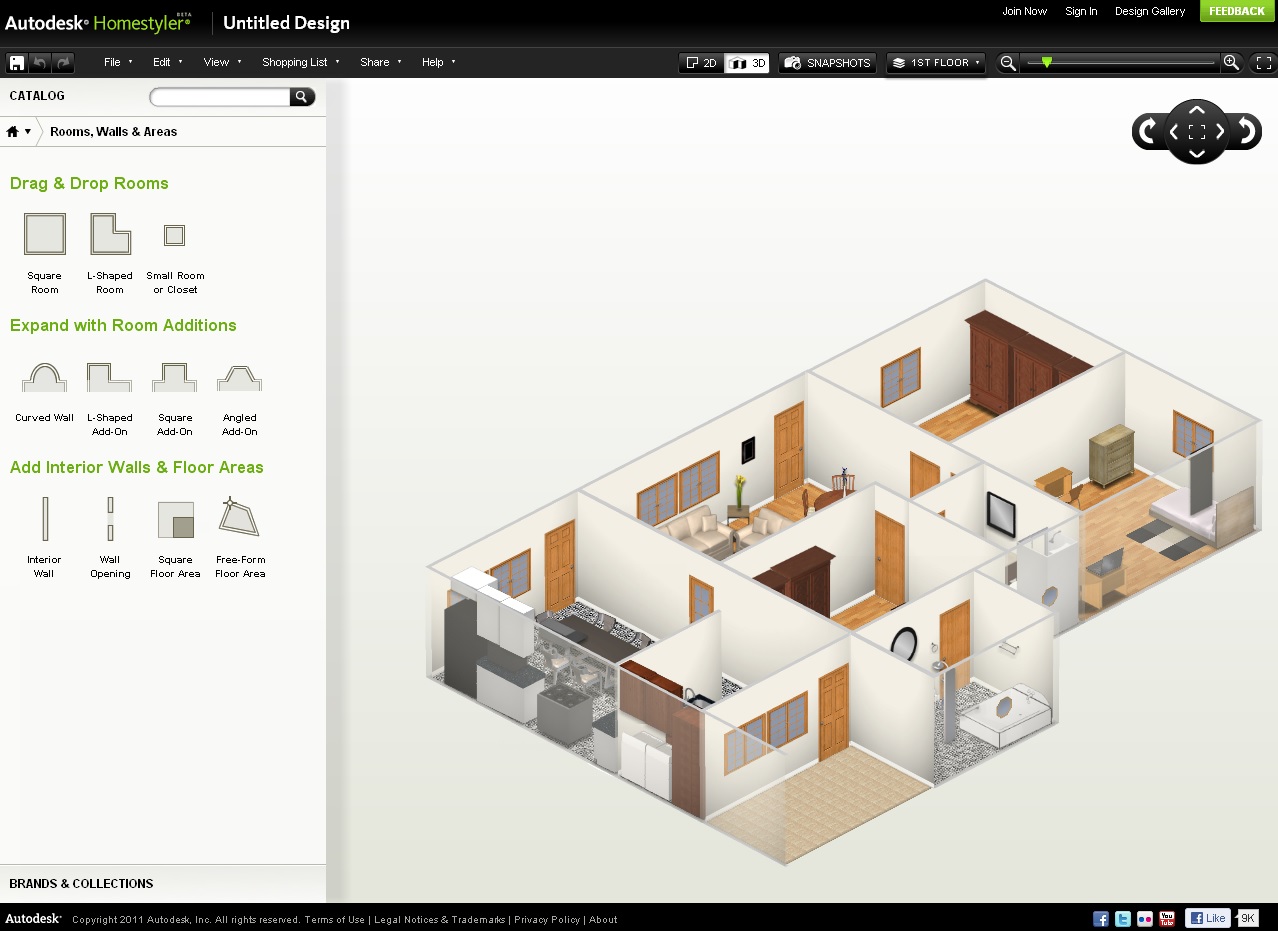 Autodesk® Homestyler® BETA
Untitled Design
Join Now Sign In Design Gallery FEEDBACK
File Edit View Shopping List Share Help
2D 3D SNAPSHOTS 1ST FLOOR
CATALOG
Rooms, Walls & Areas
Drag & Drop Rooms
Square Room
L-Shaped Room
Small Room or Closet
Expand with Room Additions
Curved Wall
L-Shaped Add-On
Square Add-On
Angled Add-On
Add Interior Walls & Floor Areas
Interior Wall
Wall Opening
Square Floor Area
Free-Form Floor Area
BRANDS & COLLECTIONS
Autodesk® Copyright 2011 Autodesk, Inc. All rights reserved. Terms of Use | Legal Notices & Trademarks | Privacy Policy | About
f t You Tube f Like 9K